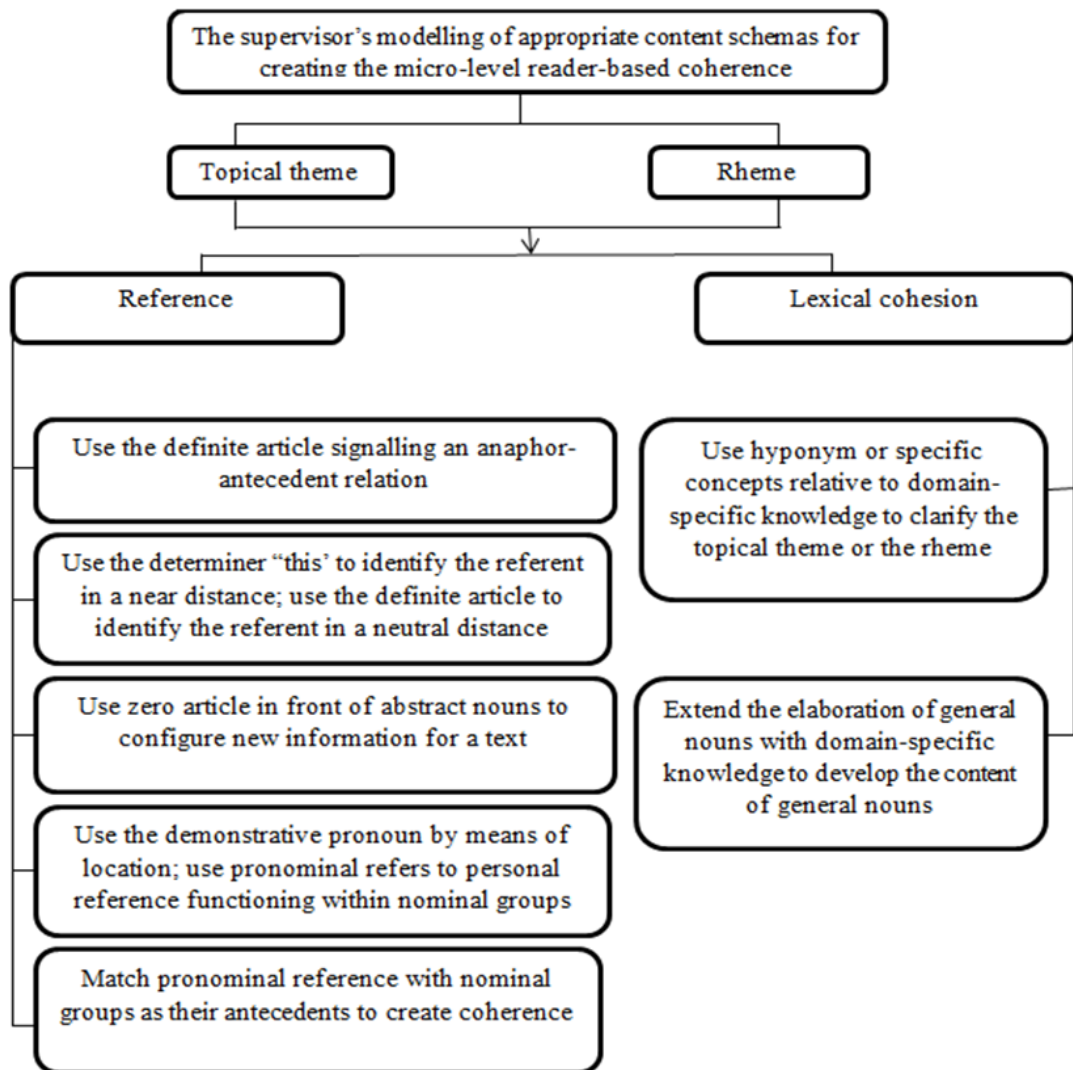 The supervisor's modelling of appropriate content schemas for
creating the micro-level reader-based coherence
Topical theme
Rheme
Reference
Lexical cohesion
Use the definite article signalling an anaphor-
antecedent relation
Use the determiner “this’ to identify the referent
in a near distance; use the definite article to
identify the referent in a neutral distance
Use zero article in front of abstract nouns to
configure new information for a text
Use the demonstrative pronoun by means of
location; use pronominal refers to personal
reference functioning within nominal groups
Match pronominal reference with nominal
groups as their antecedents to create coherence
Use hyponym or specific
concepts relative to domain-
specific knowledge to clarify the
topical theme or the rheme
Extend the elaboration of general
nouns with domain-specific
knowledge to develop the content
of general nouns